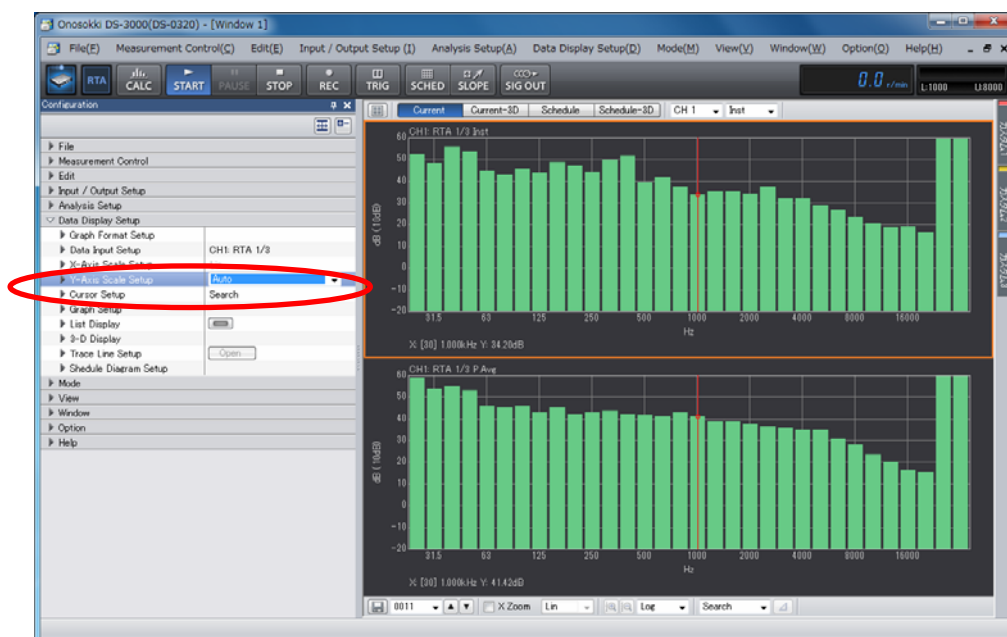 Onosokki DS-3000(DS-0320) - [Window 1]
File(F) Measurement Control(C) Edit(E) Input / Output Setup (I) Analysis Setup(A) Data Display Setup(D) Mode(M) View(V) Window(W) Option(O) Help(H)
RTA CALC START PAUSE STOP REC TRIG SCHED SLOPE SIG OUT 0.0 r/min L:1000 U:8000
Configuration
Current Current-3D Schedule Schedule-3D CH 1 Inst
File
Measurement Control
Edit
Input / Output Setup
Analysis Setup
Data Display Setup
Graph Format Setup
Data Input Setup CH1: RTA 1/3
X-Axis Scale Setup
Y-Axis Scale Setup Auto
Cursor Setup Search
Graph Setup
List Display
3-D Display
Trace Line Setup Open
Shedule Diagram Setup
Mode
View
Window
Option
Help
CH1: RTA 1/3 Inst
60
50
40
30
20
10
0
-10
-20
dB (10dB)
31.5 63 125 250 500 1000 2000 4000 8000 16000
Hz
X: [30] 1.000kHz Y: 34.20dB
CH1: RTA 1/3 P.Avg
60
50
40
30
20
10
0
-10
-20
dB (10dB)
31.5 63 125 250 500 1000 2000 4000 8000 16000
Hz
X: [30] 1.000kHz Y: 41.42dB
0011 X Zoom Lin Log Search